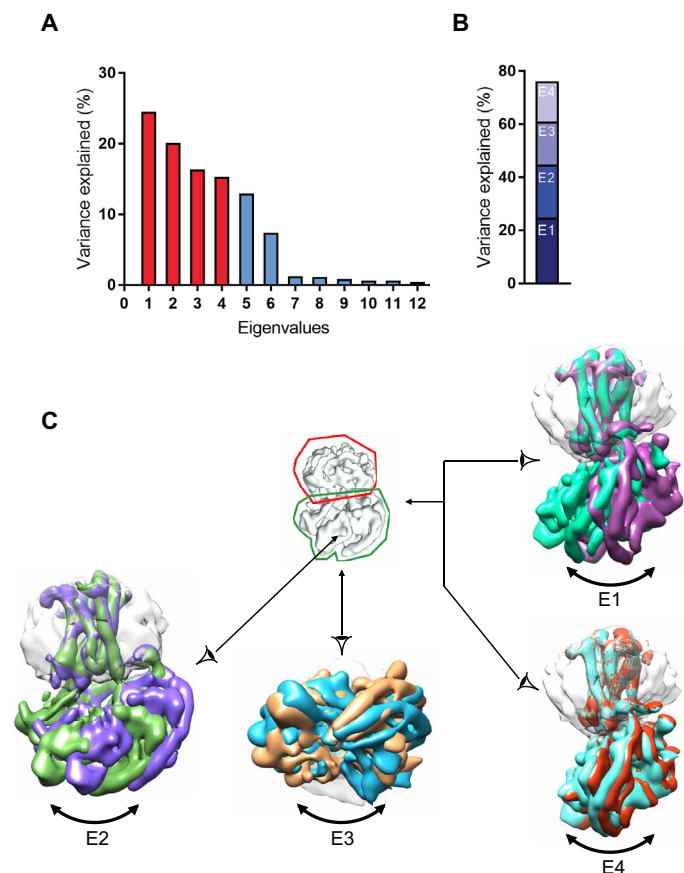 A
30
20
10
0
Variance explained (%)
0 1 2 3 4 5 6 7 8 9 10 11 12
Eigenvalues
B
80
60
40
20
0
Variance explained (%)
E4
E3
E2
E1
C
E1
E2
E3
E4